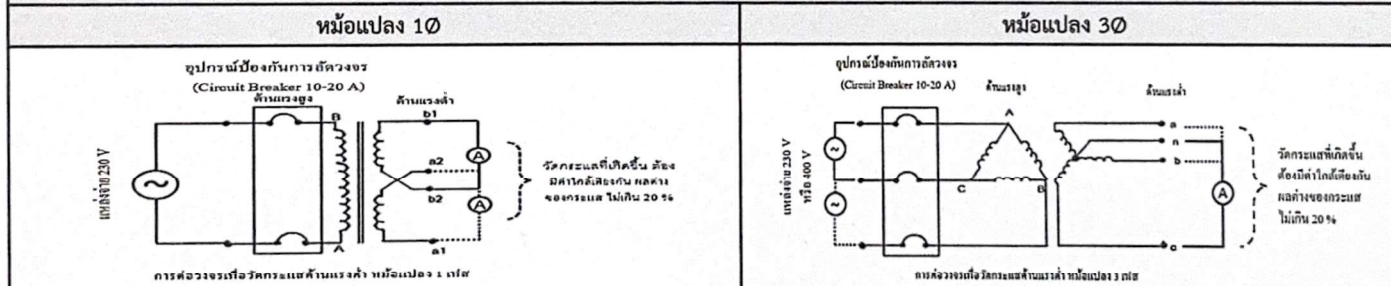 หม้อแปลง 1Ø
อุปกรณ์ป้องกันการลัดวงจร
(Circuit Breaker 10-20 A)
ด้านแรงสูง
ด้านแรงต่ำ
แหล่งจ่าย 230 V
B
A
b1
a2
b2
a1
A
A
วัดกระแสที่เกิดขึ้น ต้อง
มีค่าใกล้เคียงกัน ผลต่าง
ของกระแส ไม่เกิน 20 %
การต่อวงจรเพื่อวัดกระแสด้านแรงต่ำ หม้อแปลง 1 เฟส
หม้อแปลง 3Ø
อุปกรณ์ป้องกันการลัดวงจร
(Circuit Breaker 10-20 A)
ด้านแรงสูง
ด้านแรงต่ำ
แหล่งจ่าย 230 V
หรือ 400 V
A
C
B
a
n
b
c
A
วัดกระแสที่เกิดขึ้น
ต้องมีค่าใกล้เคียงกัน
ผลต่างของกระแส
ไม่เกิน 20 %
การต่อวงจรเพื่อวัดกระแสด้านแรงต่ำ หม้อแปลง 3 เฟส